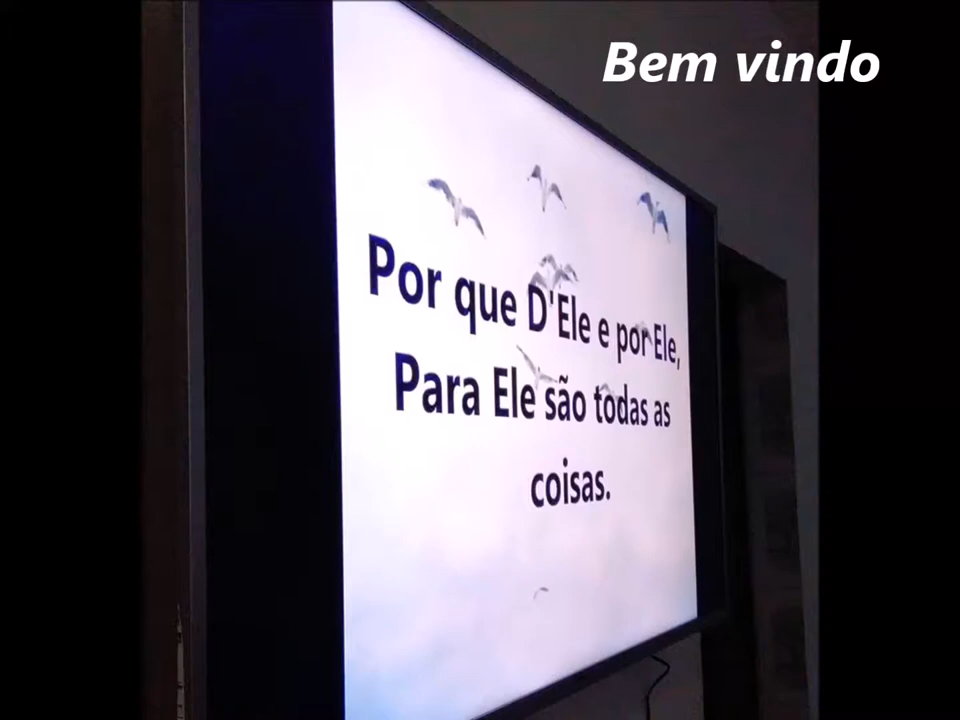 Bem vindo
Por que D'Ele e por Ele,
Para Ele são todas as
coisas.